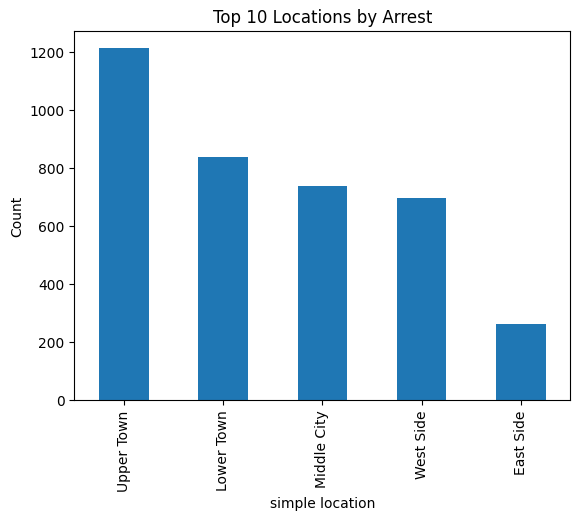 Top 10 Locations by Arrest
Count
1200
1000
800
600
400
200
0
Upper Town
Lower Town
Middle City
West Side
East Side
simple location